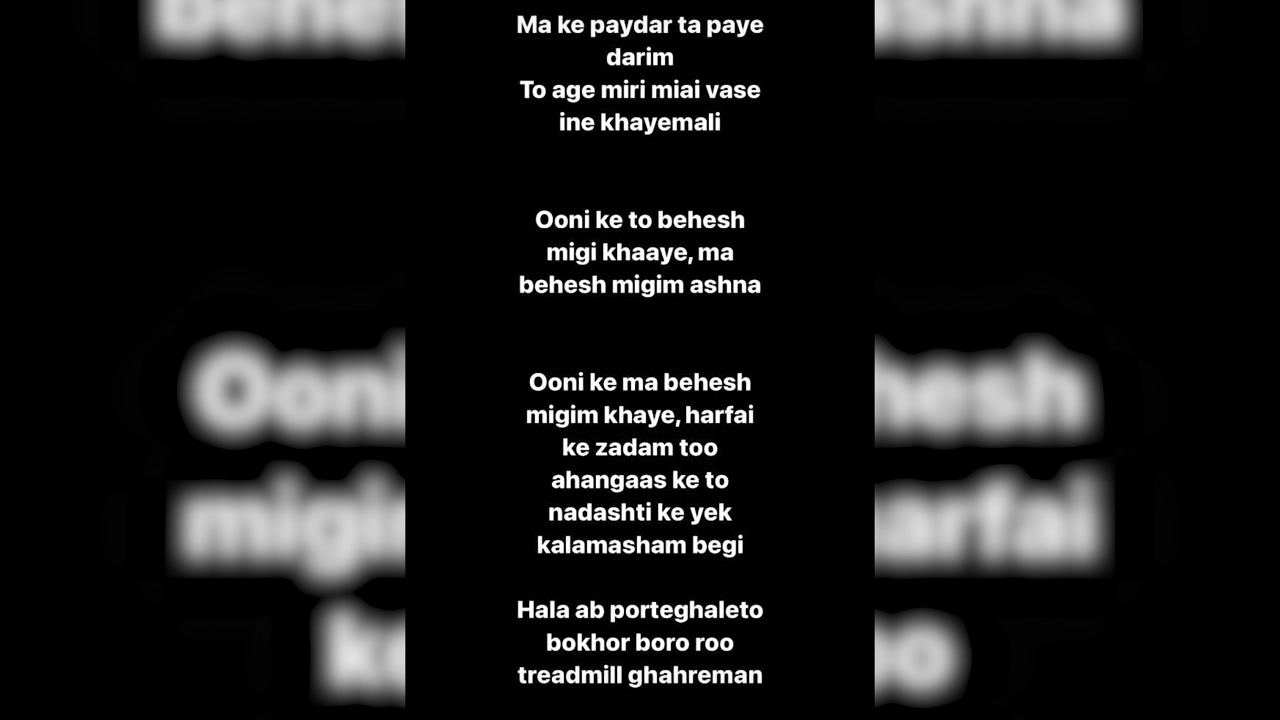 Ma ke paydar ta paye
darim
To age miri miai vase
ine khayemali
Ooni ke to behesh
migi khaaye, ma
behesh migim ashna
Ooni ke ma behesh
migim khaye, harfai
ke zadam too
ahangaas ke to
nadashti ke yek
kalamasham begi
Hala ab porteghaleto
bokhor boro roo
treadmill ghahreman